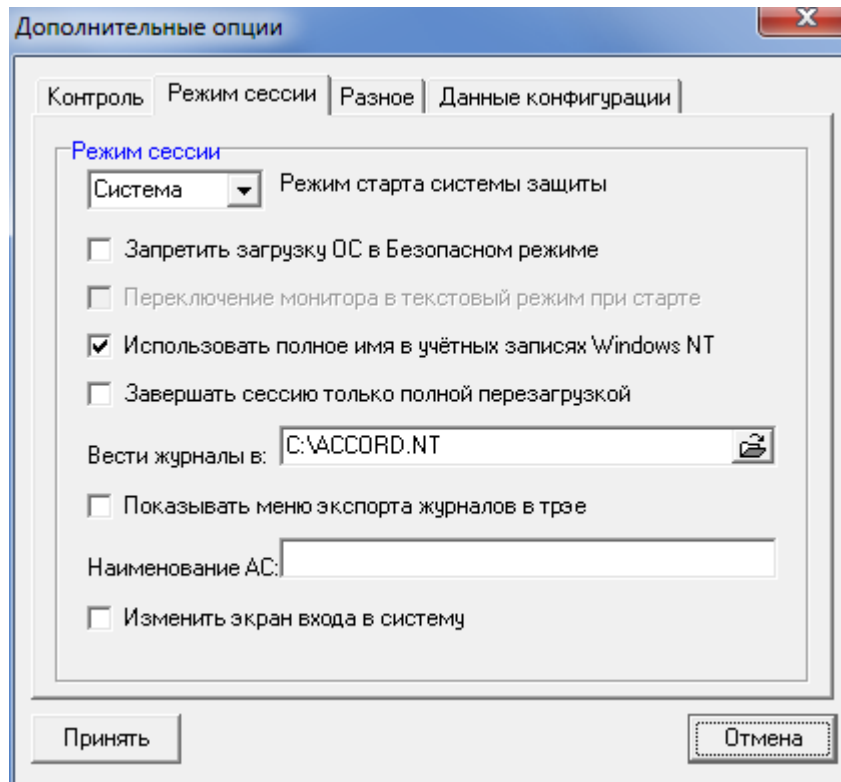 Дополнительные опции
Контроль Режим сессии Разное Данные конфигурации
Режим сессии
Система Режим старта системы защиты
Запретить загрузку ОС в Безопасном режиме
Переключение монитора в текстовый режим при старте
Использовать полное имя в учётных записях Windows NT
Завершать сессию только полной перезагрузкой
Вести журналы в: C:\ACCORD.NT
Показывать меню экспорта журналов в трэе
Наименование АС:
Изменить экран входа в систему
Принять Отмена